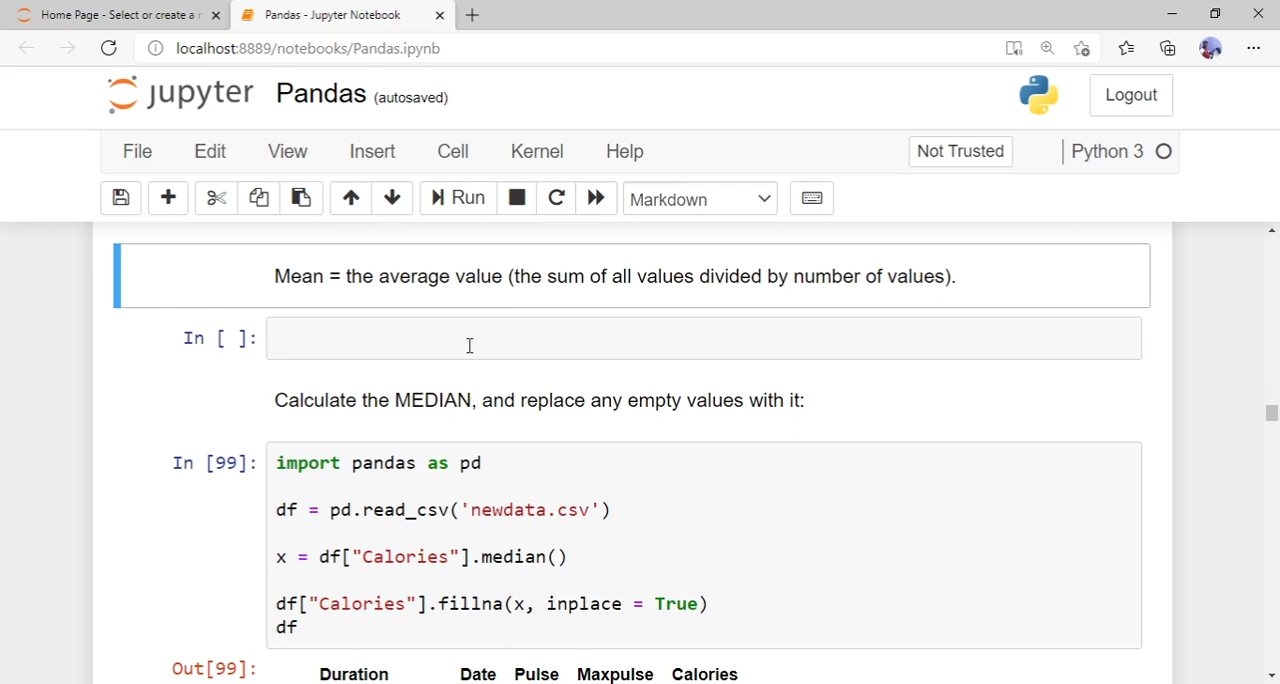 Home Page - Select or create a n
Pandas - Jupyter Notebook
localhost:8889/notebooks/Pandas.ipynb
jupyter Pandas (autosaved)
Logout
File Edit View Insert Cell Kernel Help
Not Trusted
Python 3
Run
Markdown
Mean = the average value (the sum of all values divided by number of values).
In [ ]:
Calculate the MEDIAN, and replace any empty values with it:
In [99]:
import pandas as pd
df = pd.read_csv('newdata.csv')
x = df["Calories"].median()
df["Calories"].fillna(x, inplace = True)
df
Out[99]:
Duration Date Pulse Maxpulse Calories